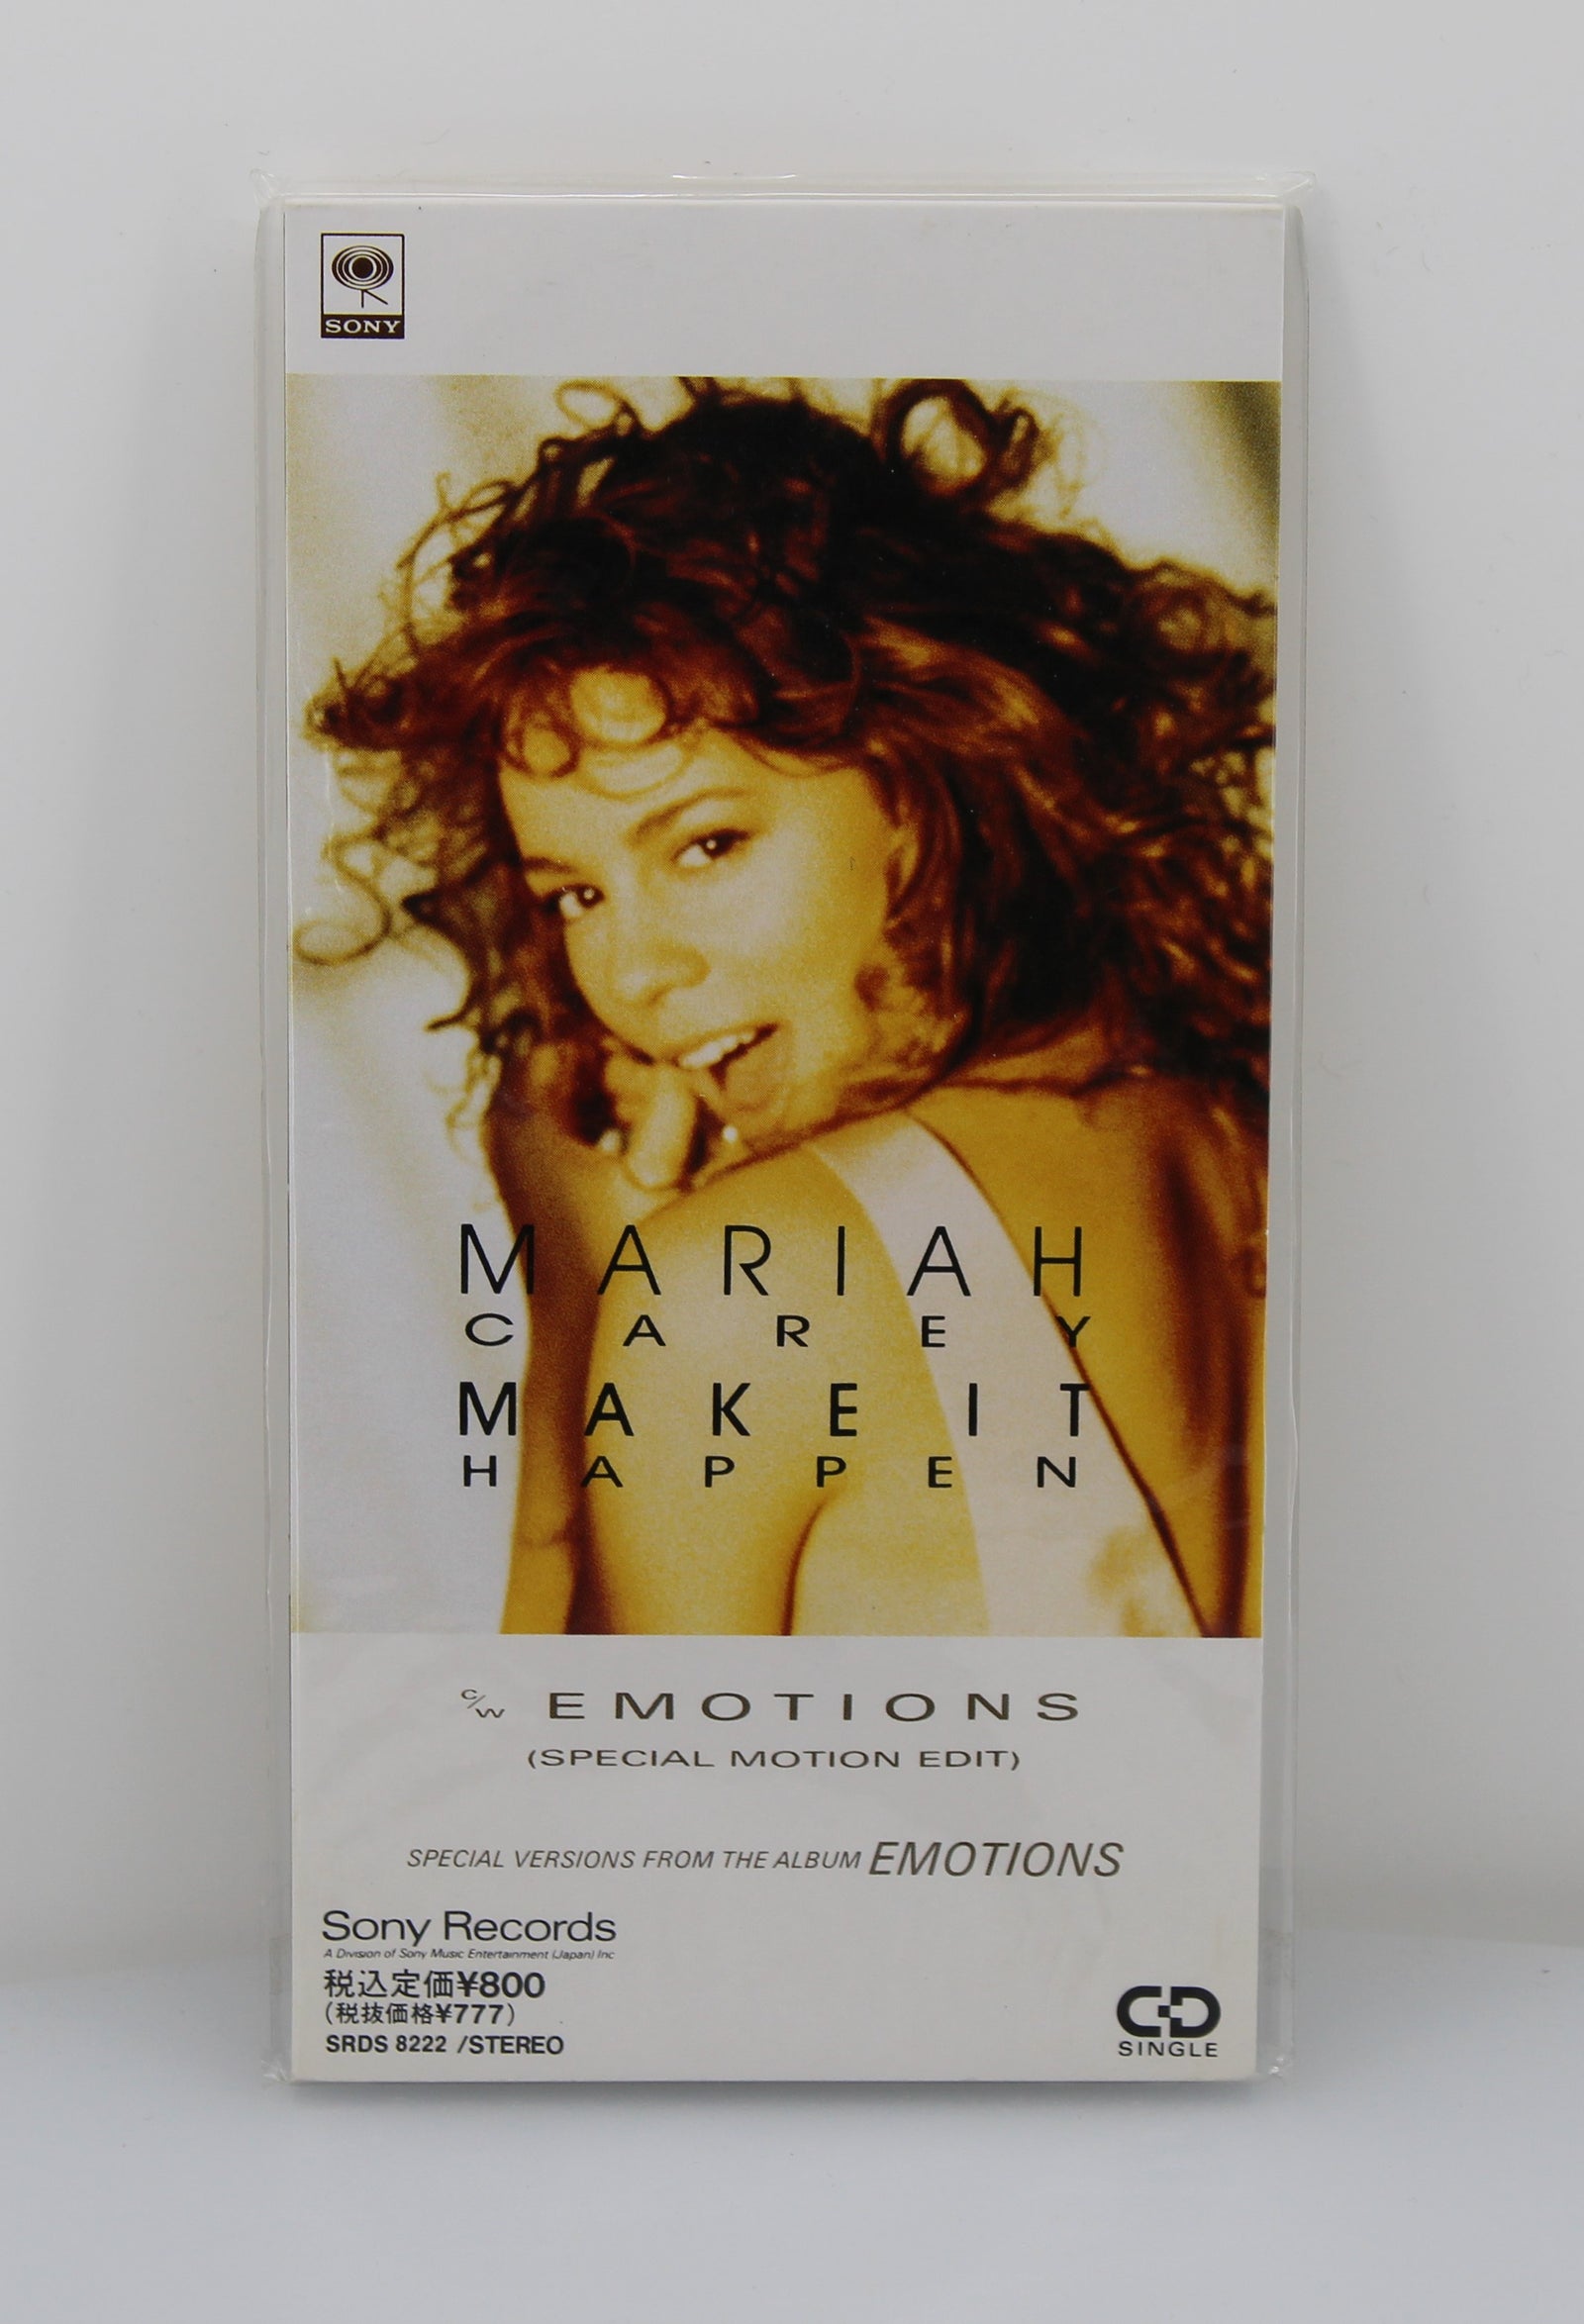 SONY
MARIAH
CAREY
MAKE IT
HAPPEN
c/w EMOTIONS
(SPECIAL MOTION EDIT)
SPECIAL VERSIONS FROM THE ALBUM EMOTIONS
Sony Records
A Division of Sony Music Entertainment (Japan) Inc
税込定価¥800
(税抜価格¥777)
SRDS 8222 /STEREO
CD
SINGLE